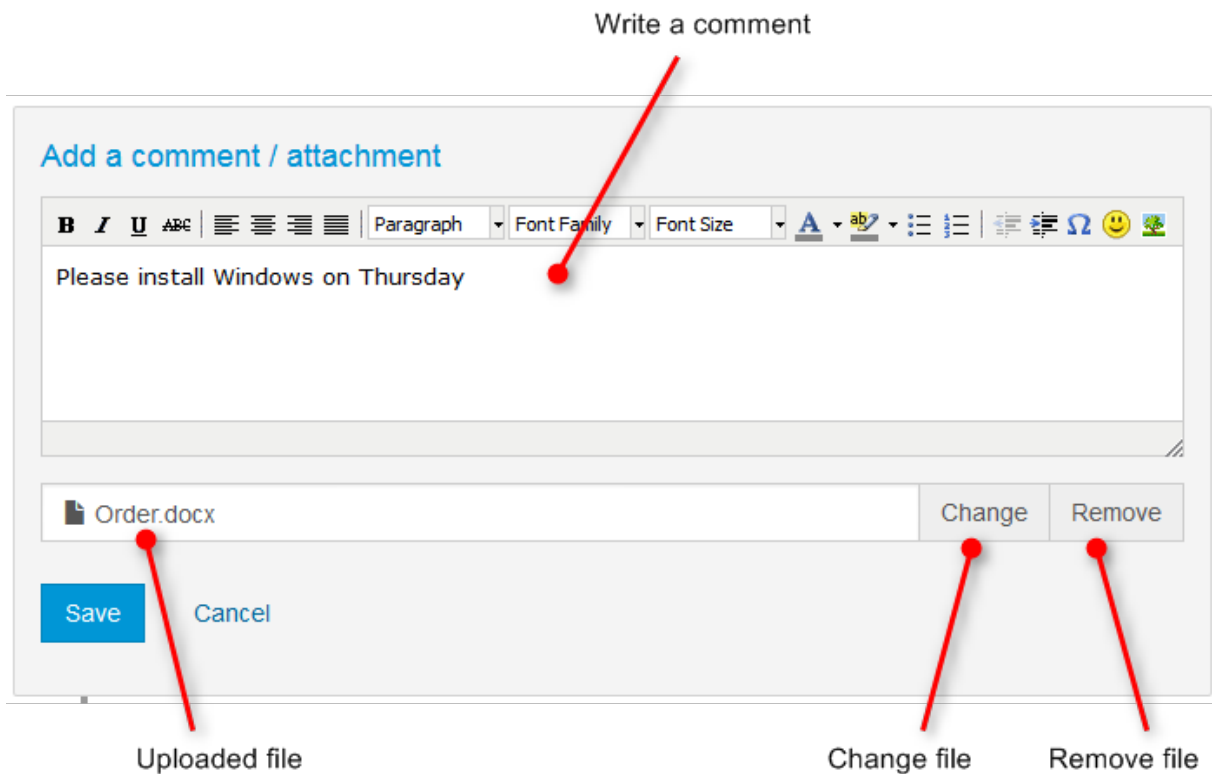 Write a comment
Add a comment / attachment
B I U ABC Paragraph Font Family Font Size A ab Ω
Please install Windows on Thursday
Order.docx Change Remove
Save Cancel
Uploaded file Change file Remove file